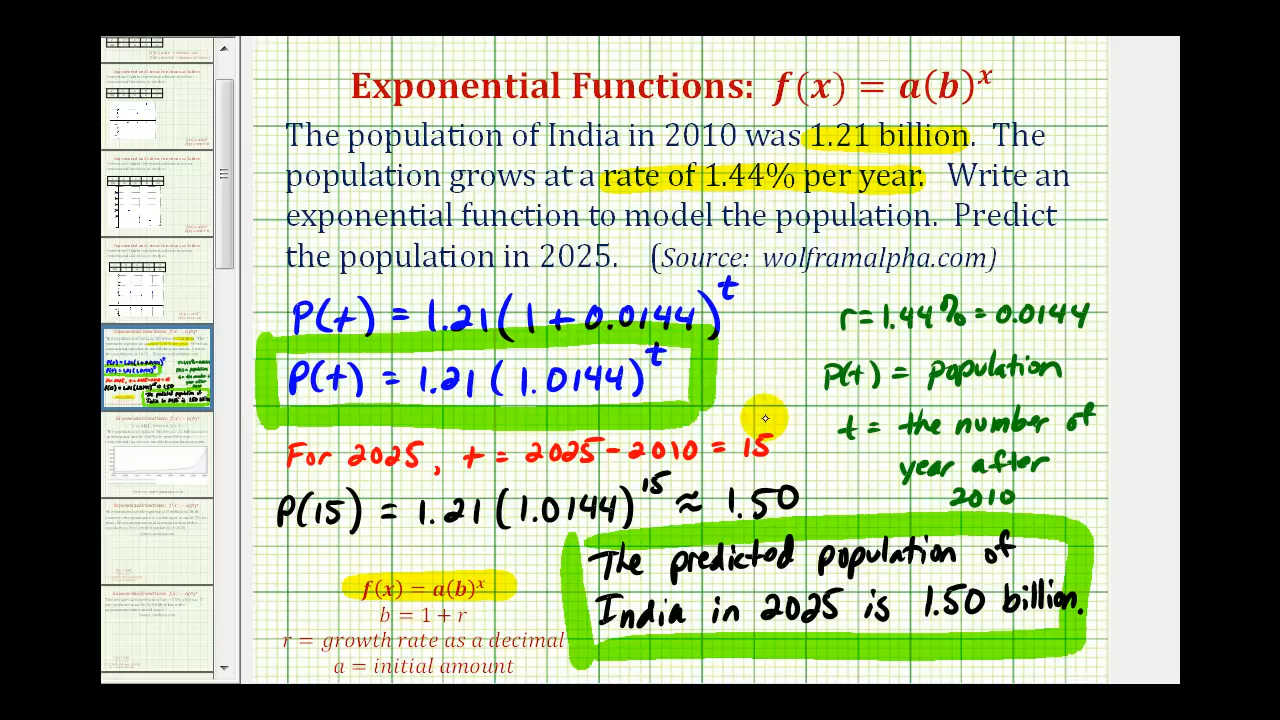 Exponential Functions: f(x) = a(b)^x
The population of India in 2010 was 1.21 billion. The
population grows at a rate of 1.44% per year. Write an
exponential function to model the population. Predict
the population in 2025. (Source: wolframalpha.com)
P(t) = 1.21(1 + 0.0144)^t
r = 1.44% = 0.0144
P(t) = 1.21(1.0144)^t
P(t) = population
t = the number of
year after
2010
For 2025, t = 2025 - 2010 = 15
P(15) = 1.21(1.0144)^15 ≈ 1.50
The predicted population of
India in 2025 is 1.50 billion.
f(x) = a(b)^x
b = 1 + r
r = growth rate as a decimal
a = initial amount